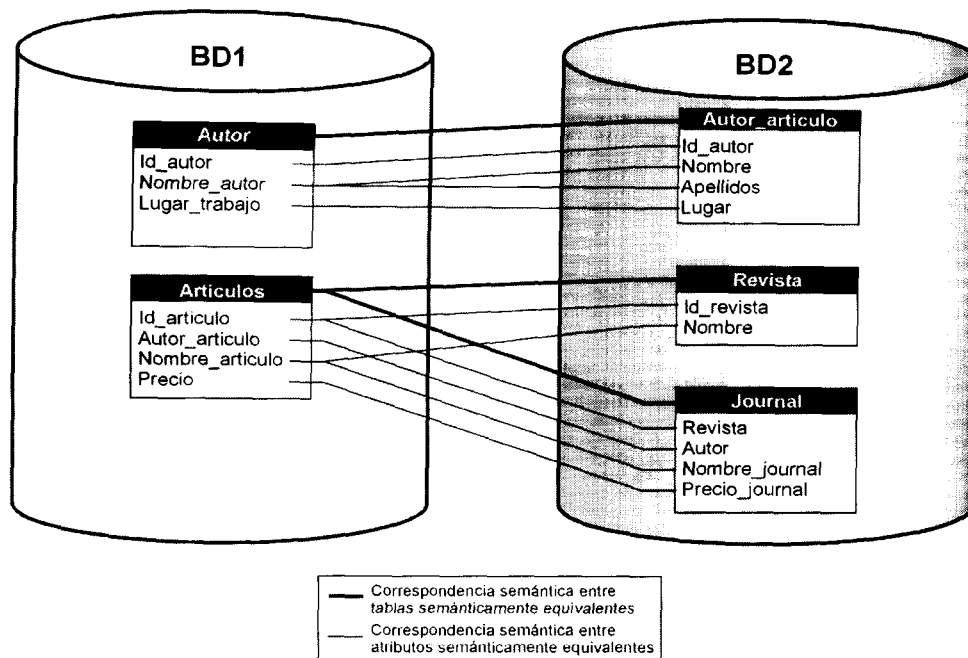 BD1
BD2
Autor
Id_autor
Nombre_autor
Lugar_trabajo
Autor_articulo
Id_autor
Nombre
Apellidos
Lugar
Articulos
Id_articulo
Autor_articulo
Nombre_articulo
Precio
Revista
Id_revista
Nombre
Journal
Revista
Autor
Nombre_journal
Precio_journal
Correspondencia semántica entre
tablas semánticamente equivalentes
Correspondencia semántica entre
atributos semánticamente equivalentes